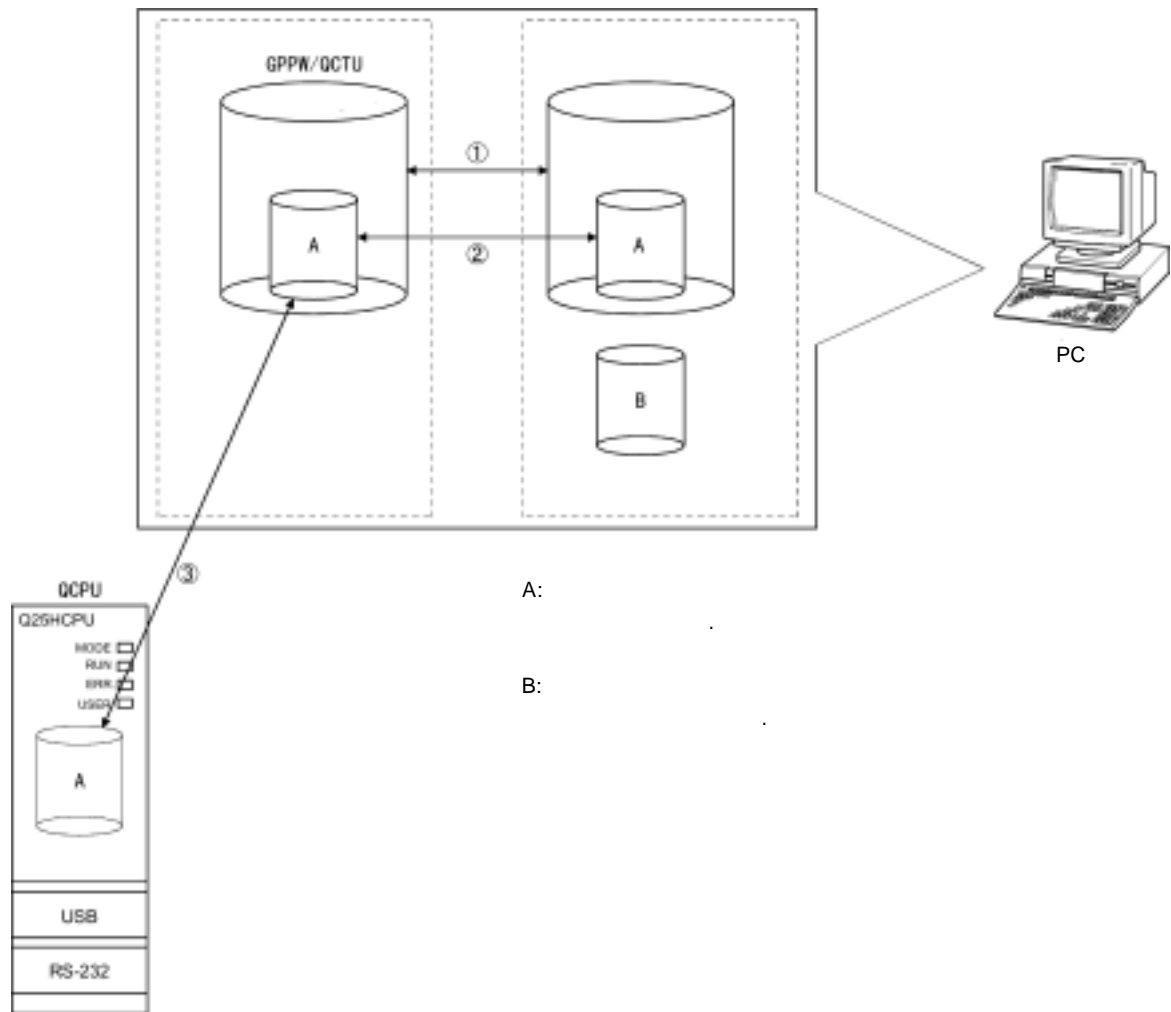 GPPW/QCTU
①
A
A
②
B
PC
③
QCPU
Q25HCPU
MODE
RUN
ERR.
USER
A
USB
RS-232
A:
.
B:
.